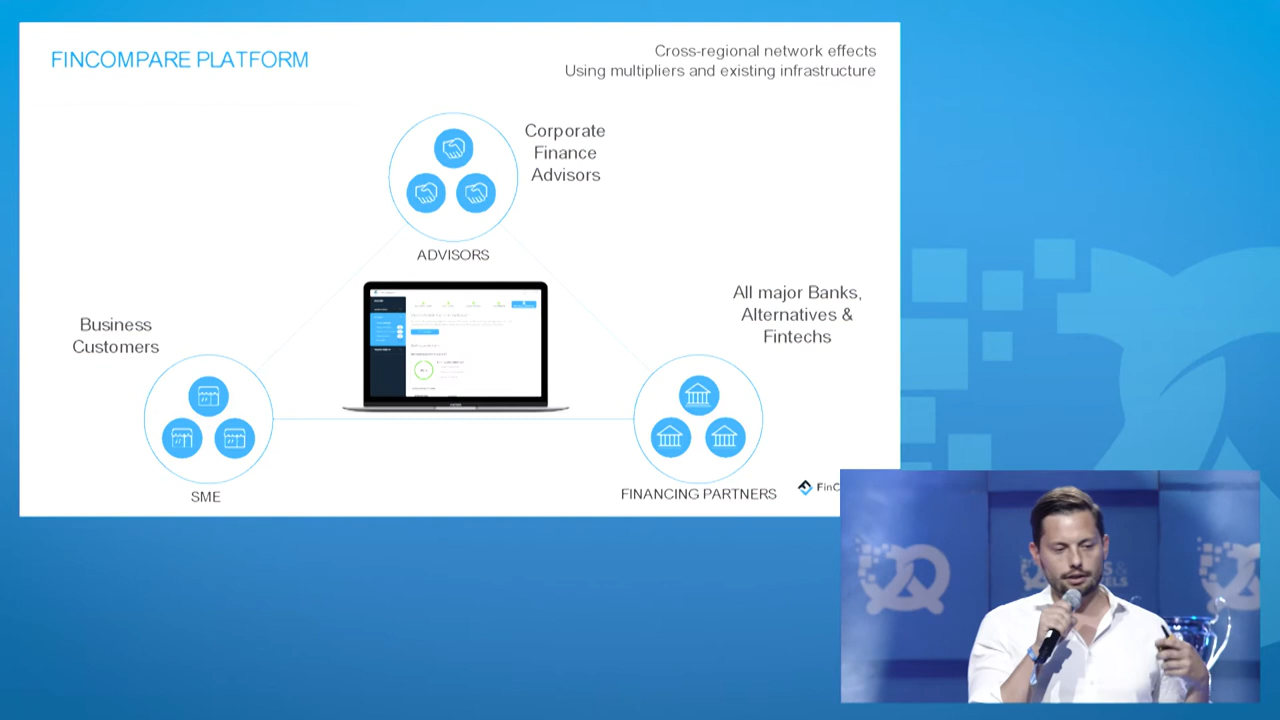 FINCOMPARE PLATFORM
Cross-regional network effects
Using multipliers and existing infrastructure
Corporate
Finance
Advisors
ADVISORS
All major Banks,
Alternatives &
Fintechs
Business
Customers
SME
FINANCING PARTNERS